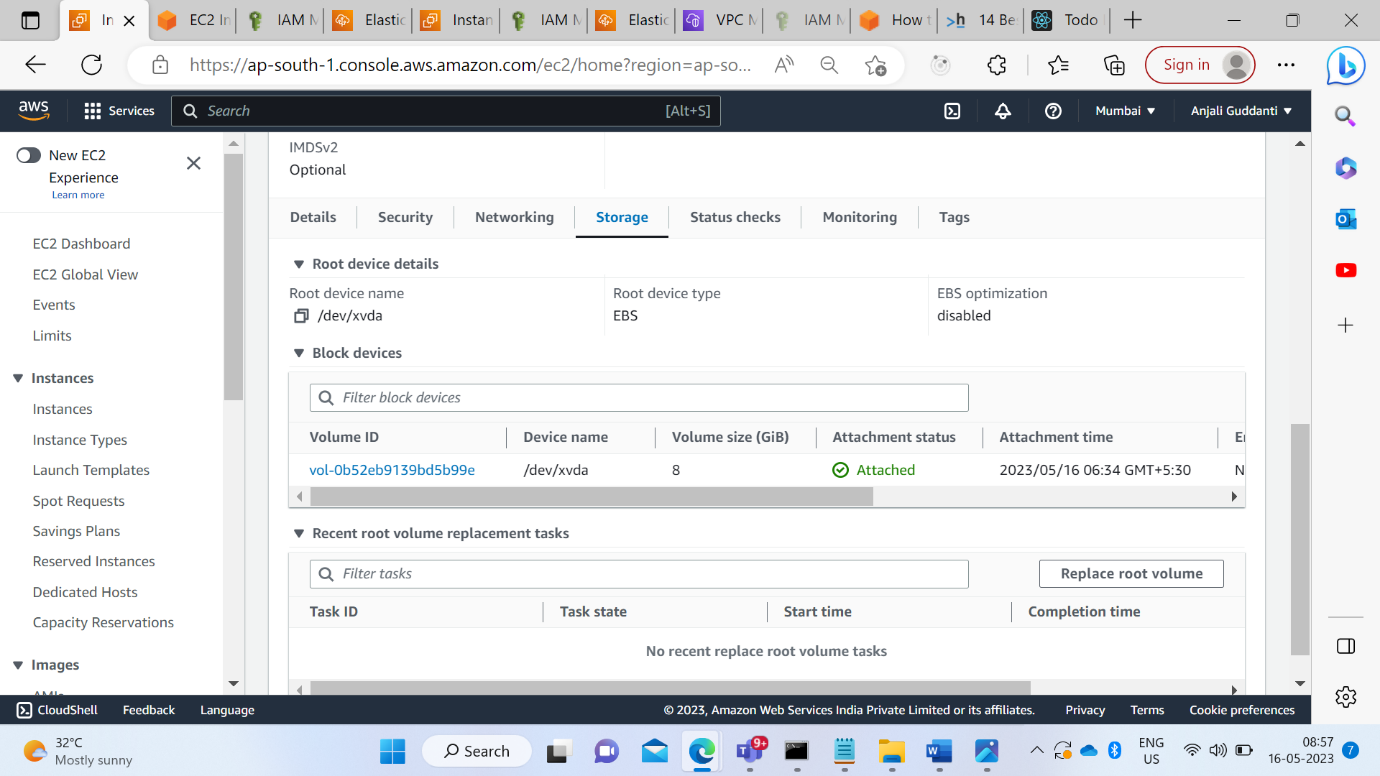 In
EC2 In
IAM M
Elastic
Instan
IAM M
Elastic
VPC M
IAM M
How t
14 Be
Todo
https://ap-south-1.console.aws.amazon.com/ec2/home?region=ap-so...
Sign in
aws
Services
Search
[Alt+S]
Mumbai
Anjali Guddanti
New EC2
Experience
Learn more
EC2 Dashboard
EC2 Global View
Events
Limits
Instances
Instances
Instance Types
Launch Templates
Spot Requests
Savings Plans
Reserved Instances
Dedicated Hosts
Capacity Reservations
Images
AMIs
IMDSv2
Optional
Details
Security
Networking
Storage
Status checks
Monitoring
Tags
Root device details
Root device name
/dev/xvda
Root device type
EBS
EBS optimization
disabled
Block devices
Filter block devices
Volume ID Device name Volume size (GiB) Attachment status Attachment time
vol-0b52eb9139bd5b99e /dev/xvda 8 Attached 2023/05/16 06:34 GMT+5:30 N
Recent root volume replacement tasks
Filter tasks
Replace root volume
Task ID Task state Start time Completion time
No recent replace root volume tasks
CloudShell Feedback Language
© 2023, Amazon Web Services India Private Limited or its affiliates. Privacy Terms Cookie preferences
32°C
Mostly sunny
Search
9+
ENG
US
08:57
16-05-2023
7